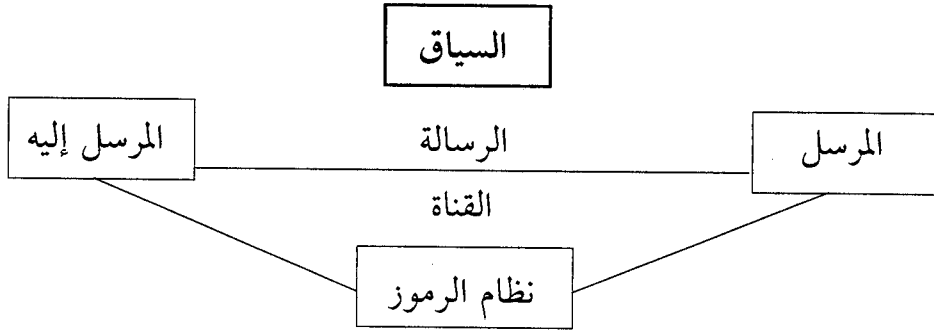 السياق
المرسل
الرسالة
المرسل إليه
القناة
نظام الرموز